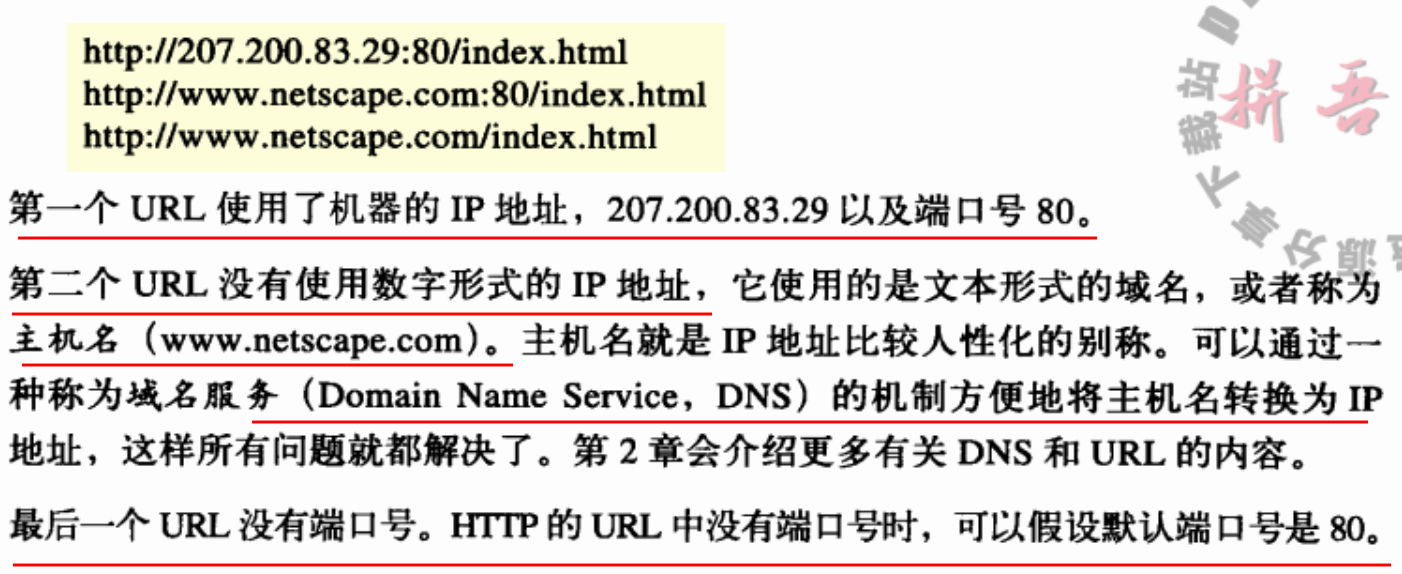 http://207.200.83.29:80/index.html
http://www.netscape.com:80/index.html
http://www.netscape.com/index.html
第一个 URL 使用了机器的 IP 地址，207.200.83.29 以及端口号 80。
第二个 URL 没有使用数字形式的 IP 地址，它使用的是文本形式的域名，或者称为
主机名（www.netscape.com）。主机名就是 IP 地址比较人性化的别称。可以通过一
种称为域名服务（Domain Name Service，DNS）的机制方便地将主机名转换为 IP
地址，这样所有问题就都解决了。第 2 章会介绍更多有关 DNS 和 URL 的内容。
最后一个 URL 没有端口号。HTTP 的 URL 中没有端口号时，可以假设默认端口号是 80。
拼 吾
站
载
下
享
分
源